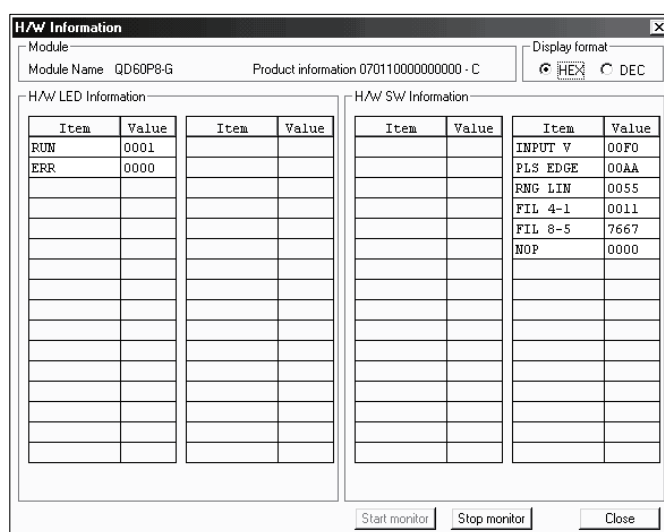 H/W Information
Module
Module Name QD60P8-G Product information 070110000000000 - C
Display format
HEX DEC
H/W LED Information
Item Value Item Value
RUN 0001
ERR 0000
H/W SW Information
Item Value Item Value
INPUT V 00F0
PLS EDGE 00AA
RNG LIN 0055
FIL 4-1 0011
FIL 8-5 7667
NOP 0000
Start monitor Stop monitor Close